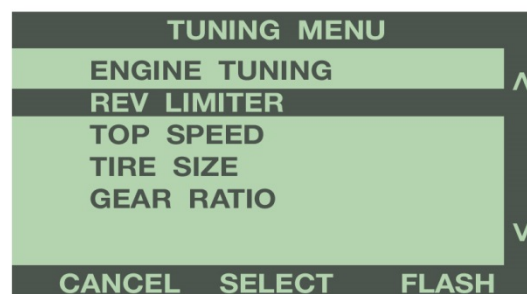 TUNING MENU
ENGINE TUNING
REV LIMITER
TOP SPEED
TIRE SIZE
GEAR RATIO
CANCEL SELECT FLASH